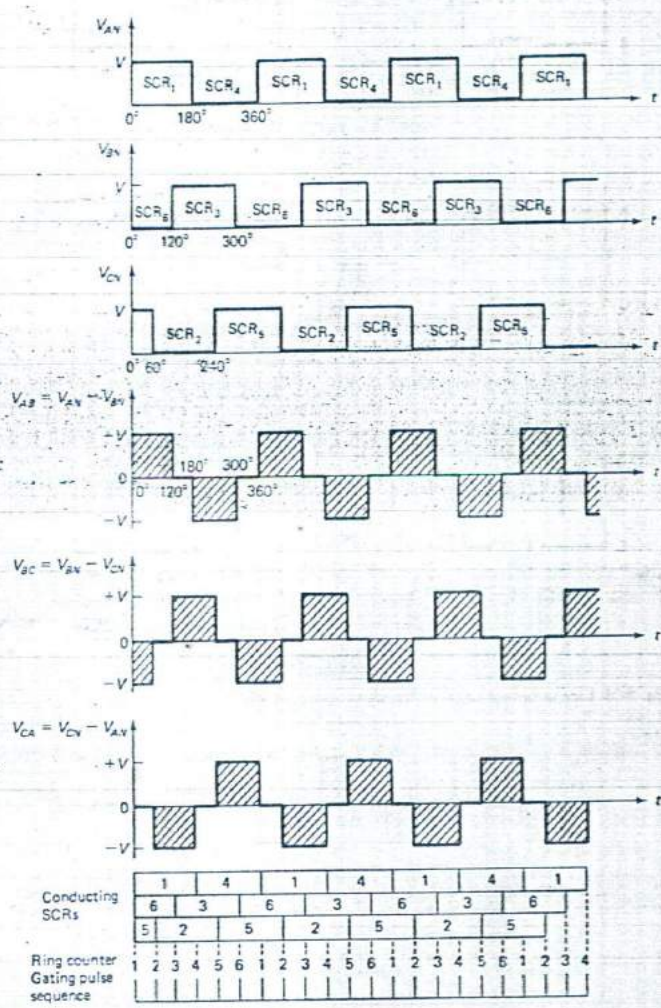 V_AN
V
SCR₁ SCR₄ SCR₁ SCR₄ SCR₁ SCR₄ SCR₁
t
0° 180° 360°
V_BN
V
SCR₆ SCR₃ SCR₆ SCR₃ SCR₆ SCR₃ SCR₆
t
0° 120° 300°
V_CN
V
SCR₂ SCR₅ SCR₂ SCR₅ SCR₂ SCR₅
t
0° 60° 240°
V_AB = V_AN − V_BN
+V
180° 300°
0 t
0° 120° 360°
−V
V_BC = V_BN − V_CN
+V
0 t
−V
V_CA = V_CN − V_AN
+V
0 t
−V
Conducting SCRs
1 4 1 4 1 4 1
6 3 6 3 6 3 6
5 2 5 2 5 2 5
Ring counter
1 2 3 4 5 6 1 2 3 4 5 6 1 2 3 4 5 6 1 2 3 4
Gating pulse
sequence